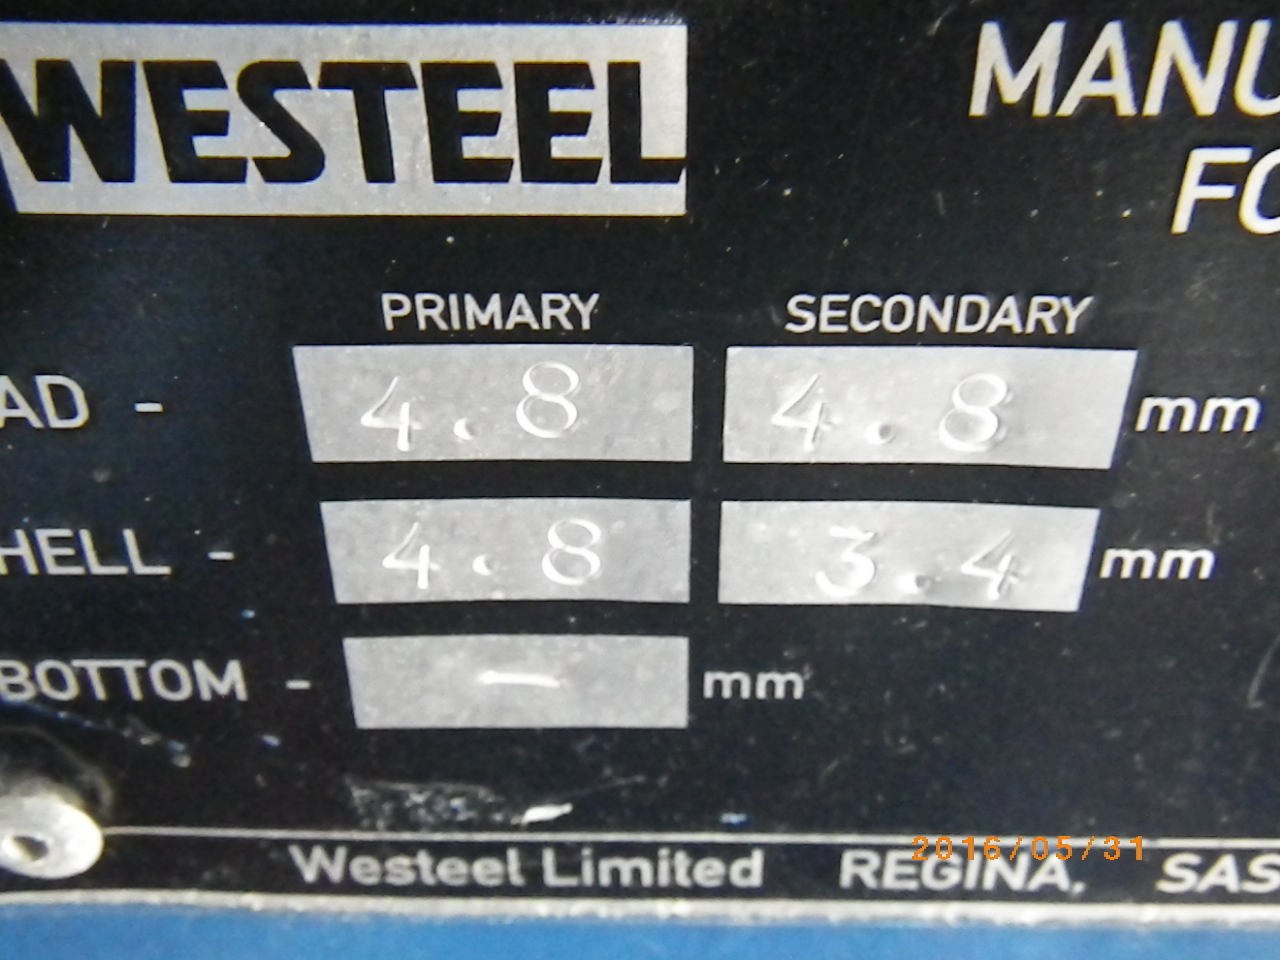 WESTEEL
MANU
FO
PRIMARY SECONDARY
AD - 4.8 4.8 mm
HELL - 4.8 3.4 mm
BOTTOM - - mm
2016/05/31
Westeel Limited REGINA, SAS